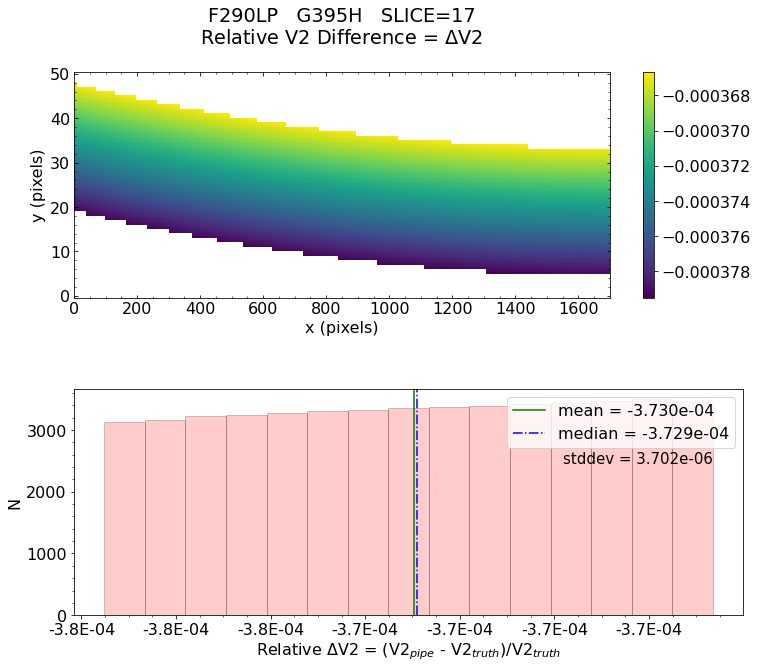 F290LP   G395H   SLICE=17
Relative V2 Difference = ΔV2
50
40
30
20
10
0
y (pixels)
0 200 400 600 800 1000 1200 1400 1600
x (pixels)
−0.000368
−0.000370
−0.000372
−0.000374
−0.000376
−0.000378
mean = -3.730e-04
median = -3.729e-04
stddev = 3.702e-06
3000
2000
1000
0
N
-3.8E-04 -3.8E-04 -3.8E-04 -3.7E-04 -3.7E-04 -3.7E-04 -3.7E-04
Relative ΔV2 = (V2pipe - V2truth)/V2truth